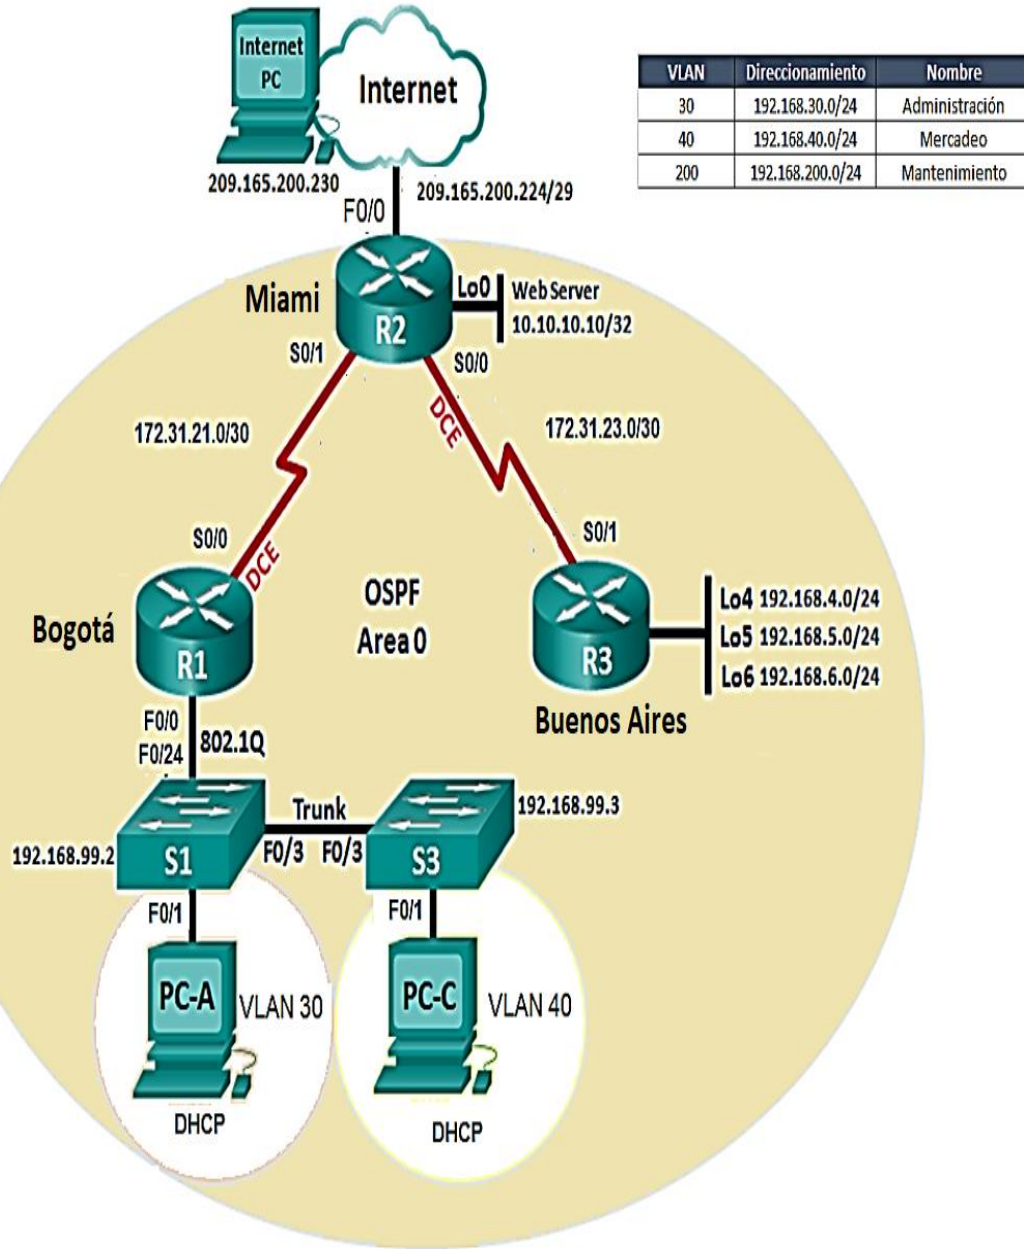 Internet
PC
Internet
209.165.200.230
209.165.200.224/29
F0/0
VLAN Direccionamiento Nombre
30 192.168.30.0/24 Administración
40 192.168.40.0/24 Mercadeo
200 192.168.200.0/24 Mantenimiento
Miami
R2
Lo0
Web Server
10.10.10.10/32
S0/1
S0/0
DCE
172.31.21.0/30
172.31.23.0/30
S0/0
DCE
S0/1
OSPF
Area 0
Bogotá
R1
R3
Buenos Aires
Lo4 192.168.4.0/24
Lo5 192.168.5.0/24
Lo6 192.168.6.0/24
F0/0
F0/24
802.1Q
Trunk
192.168.99.3
192.168.99.2
S1
F0/3
F0/3
S3
F0/1
F0/1
PC-A
VLAN 30
PC-C
VLAN 40
DHCP
DHCP